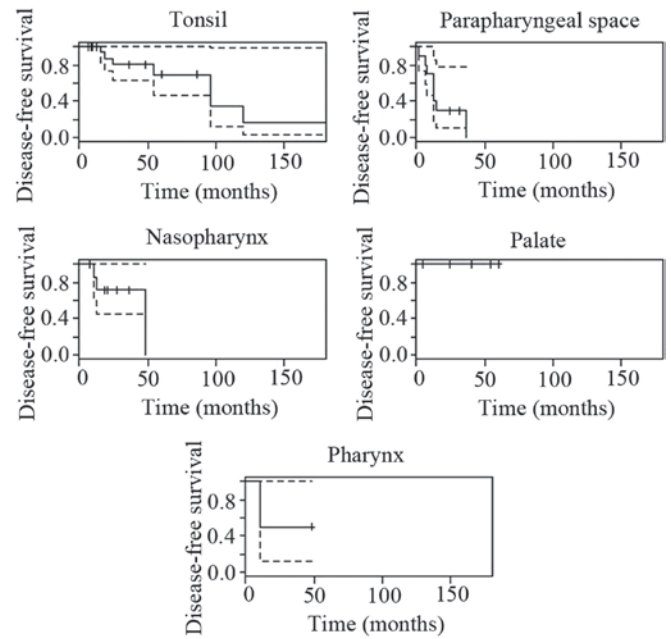 Tonsil
Disease-free survival
0.8
0.4
0.0
0 50 100 150
Time (months)
Parapharyngeal space
Disease-free survival
0.8
0.4
0.0
0 50 100 150
Time (months)
Nasopharynx
Disease-free survival
0.8
0.4
0.0
0 50 100 150
Time (months)
Palate
Disease-free survival
0.8
0.4
0.0
0 50 100 150
Time (months)
Pharynx
Disease-free survival
0.8
0.4
0.0
0 50 100 150
Time (months)